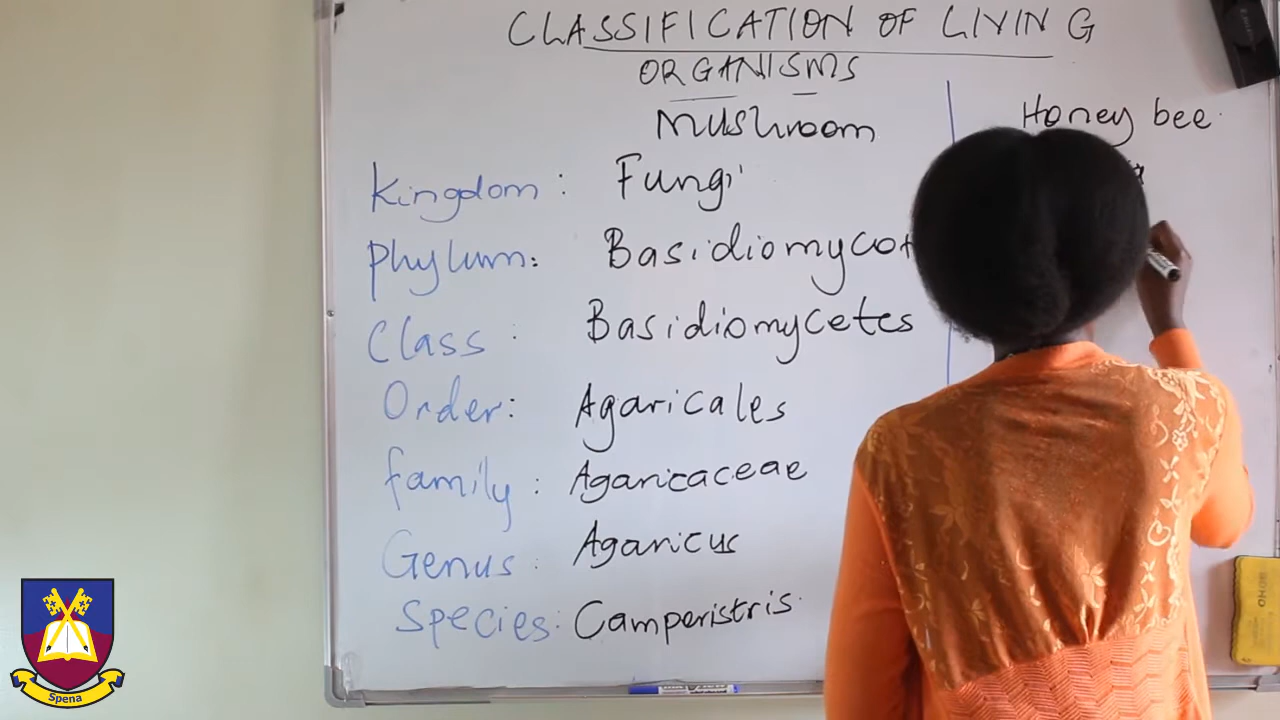 CLASSIFICATION OF LIVING
ORGANISMS
Mushroom
Kingdom : Fungi
Phylum: Basidiomycot
Class : Basidiomycetes
Order: Agaricales
family : Agaricaceae
Genus : Agaricus
Species: Camperistris.
Honey bee.
Spena